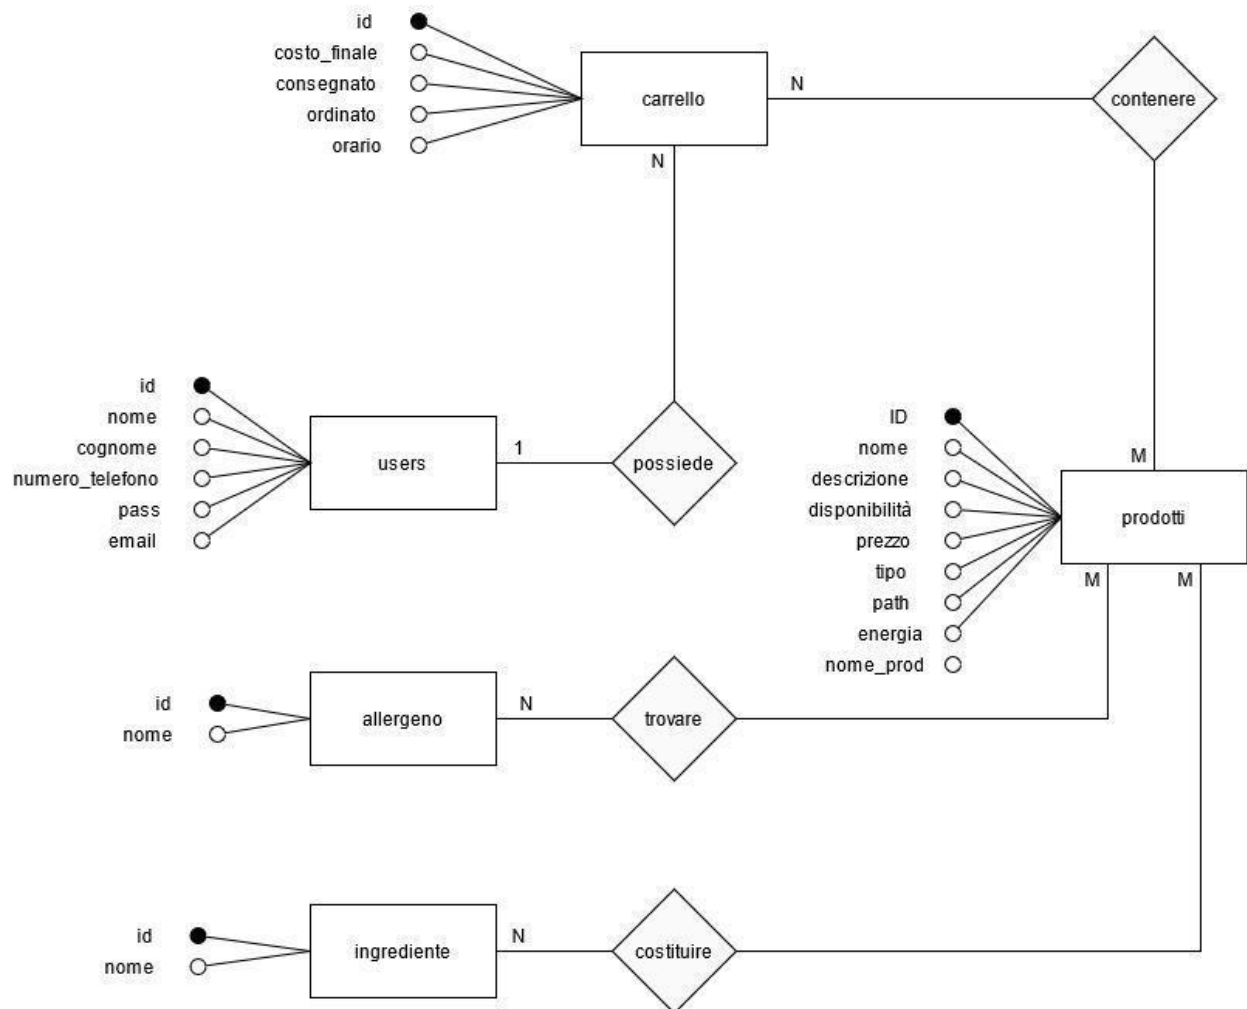 id
costo_finale
consegnato
ordinato
orario
carrello
N
contenere
N
M
id
nome
cognome
numero_telefono
pass
email
users
1
possiede
ID
nome
descrizione
disponibilità
prezzo
tipo
path
energia
nome_prod
prodotti
M
M
id
nome
allergeno
N
trovare
id
nome
ingrediente
N
costituire